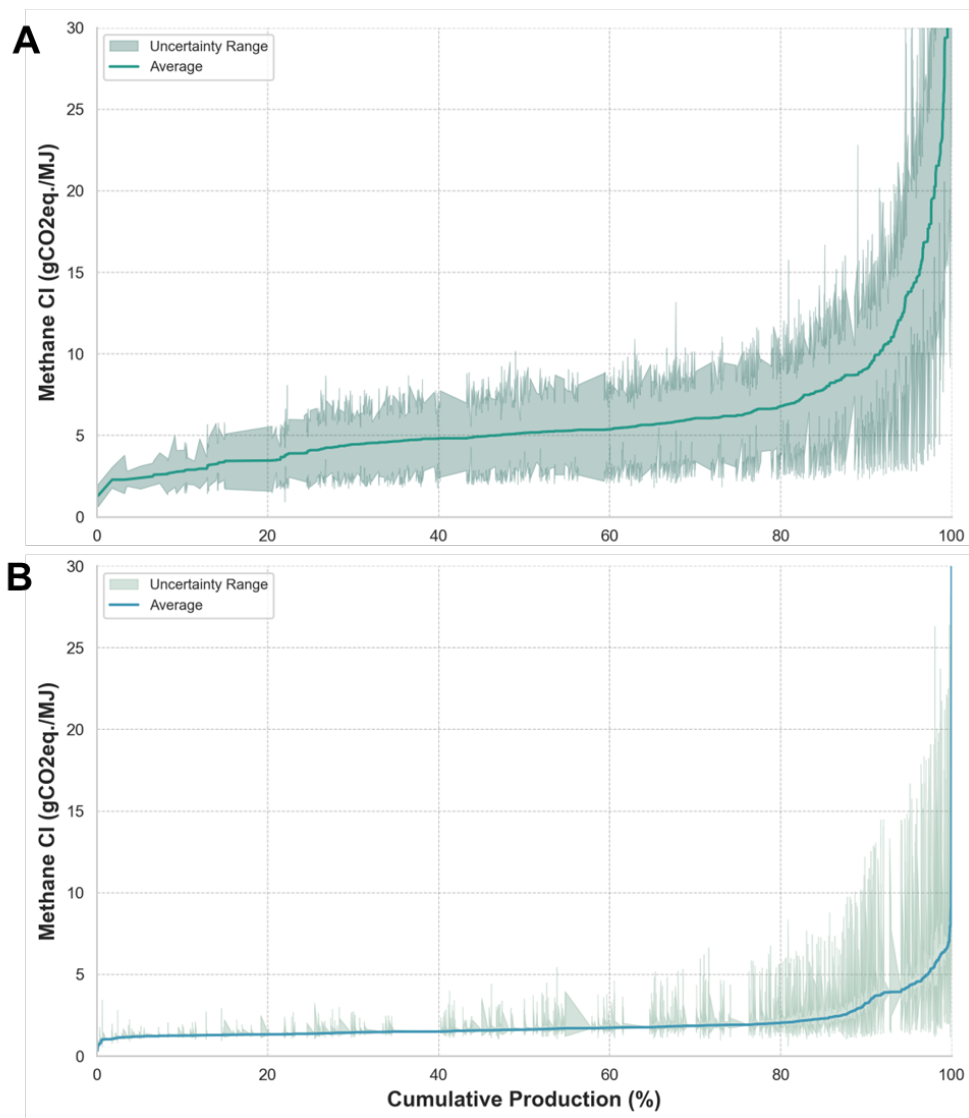 A
Uncertainty Range
Average
Methane CI (gCO2eq./MJ)
30
25
20
15
10
5
0
0 20 40 60 80 100
B
Uncertainty Range
Average
Methane CI (gCO2eq./MJ)
30
25
20
15
10
5
0
0 20 40 60 80 100
Cumulative Production (%)